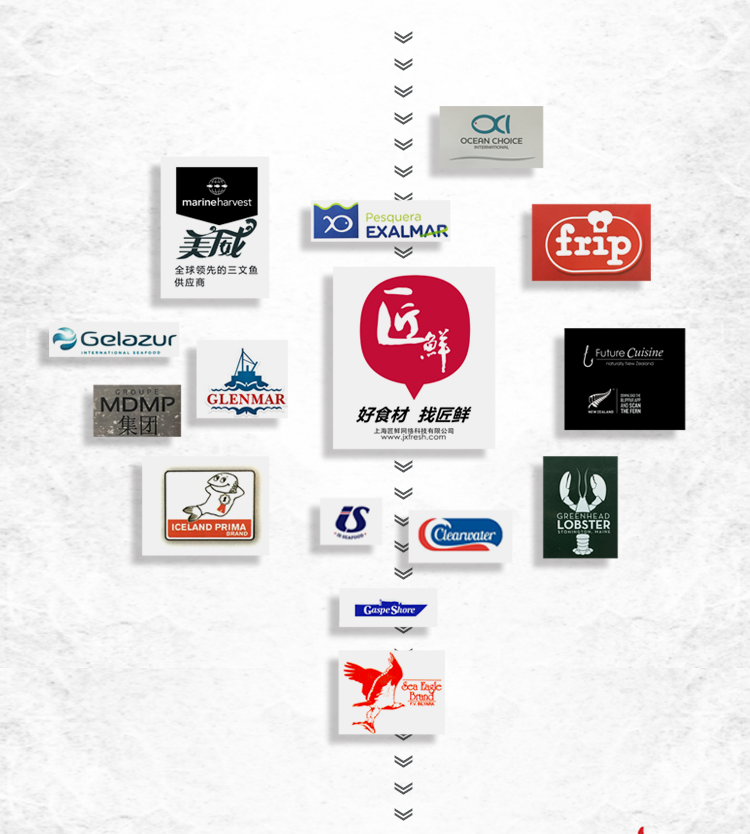 OCEAN CHOICE
INTERNATIONAL
marineharvest
美威
全球领先的三文鱼
供应商
Pesquera
EXALMAR
frip
匠鲜
好食材 找匠鲜
上海匠鲜网络科技有限公司
www.jxfresh.com
Gelazur
INTERNATIONAL SEAFOOD
GLENMAR
GROUPE
MDMP
集团
Future Cuisine
naturally New Zealand
NEW ZEALAND
DOWNLOAD THE
BLIPPAR APP
AND SCAN
THE FERN
ICELAND PRIMA
BRAND
IS
IS SEAFOOD
Clearwater
GREENHEAD
LOBSTER
STONINGTON, MAINE
Gaspe Shore
Sea Eagle
Brand